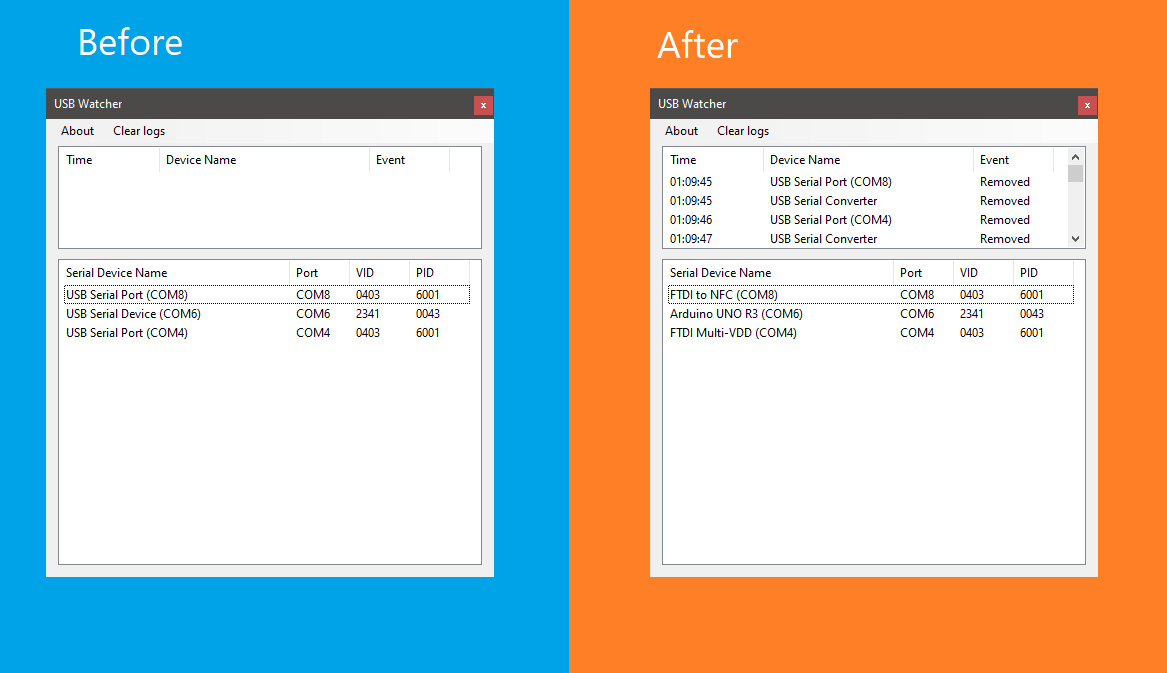 Before
USB Watcher
x
About Clear logs
Time Device Name Event
Serial Device Name Port VID PID
USB Serial Port (COM8) COM8 0403 6001
USB Serial Device (COM6) COM6 2341 0043
USB Serial Port (COM4) COM4 0403 6001
After
USB Watcher
x
About Clear logs
Time Device Name Event
01:09:45 USB Serial Port (COM8) Removed
01:09:45 USB Serial Converter Removed
01:09:46 USB Serial Port (COM4) Removed
01:09:47 USB Serial Converter Removed
Serial Device Name Port VID PID
FTDI to NFC (COM8) COM8 0403 6001
Arduino UNO R3 (COM6) COM6 2341 0043
FTDI Multi-VDD (COM4) COM4 0403 6001